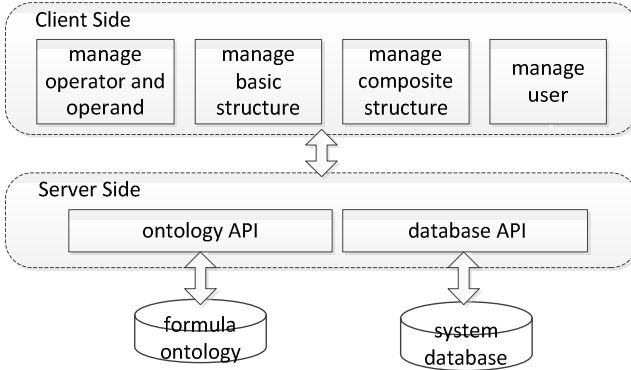 Client Side
manage
operator and
operand
manage
basic
structure
manage
composite
structure
manage
user
Server Side
ontology API
database API
formula
ontology
system
database